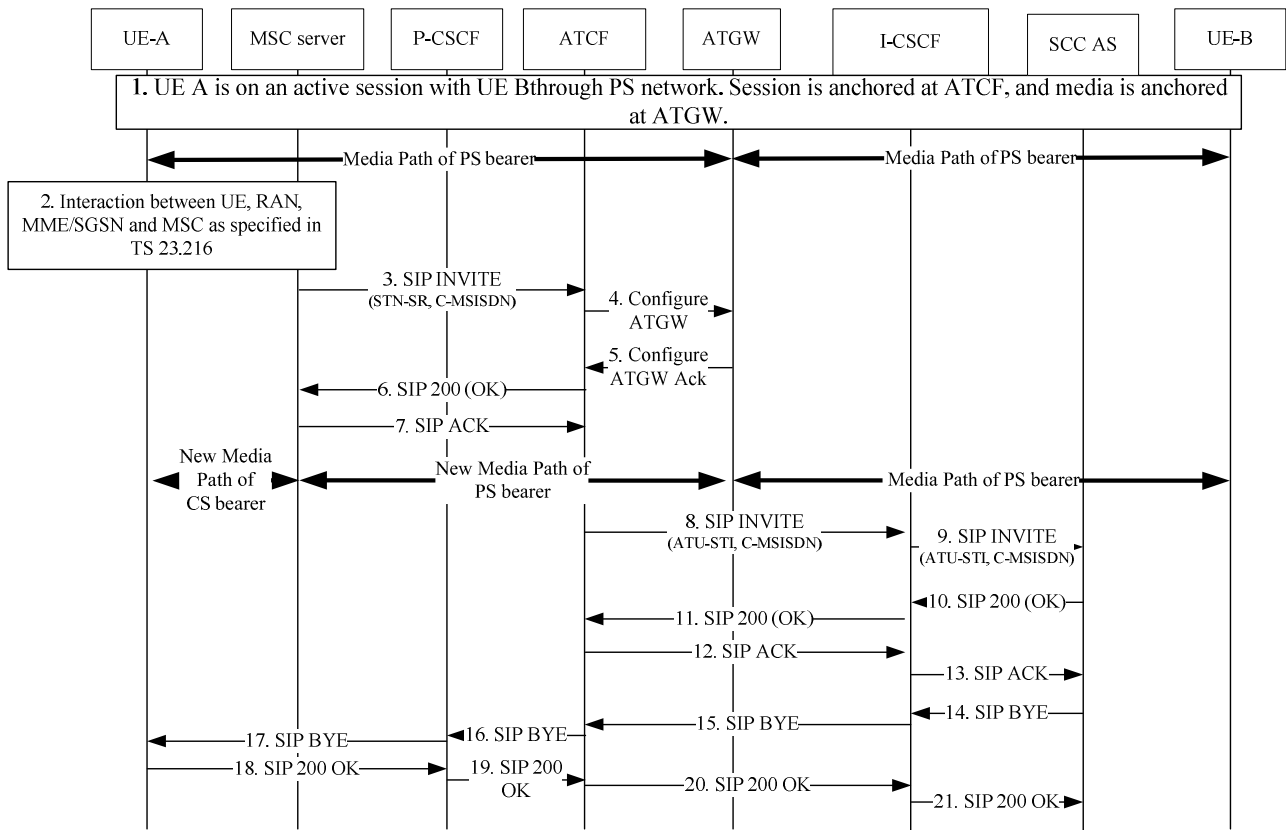 UE-A
MSC server
P-CSCF
ATCF
ATGW
I-CSCF
SCC AS
UE-B
1. UE A is on an active session with UE Bthrough PS network. Session is anchored at ATCF, and media is anchored
at ATGW.
Media Path of PS bearer
Media Path of PS bearer
2. Interaction between UE, RAN,
MME/SGSN and MSC as specified in
TS 23.216
3. SIP INVITE
(STN-SR, C-MSISDN)
4. Configure
ATGW
5. Configure
ATGW Ack
6. SIP 200 (OK)
7. SIP ACK
New Media
Path of
CS bearer
New Media Path of
PS bearer
Media Path of PS bearer
8. SIP INVITE
(ATU-STI, C-MSISDN)
9. SIP INVITE
(ATU-STI, C-MSISDN)
10. SIP 200 (OK)
11. SIP 200 (OK)
12. SIP ACK
13. SIP ACK
14. SIP BYE
15. SIP BYE
16. SIP BYE
17. SIP BYE
18. SIP 200 OK
19. SIP 200
OK
20. SIP 200 OK
21. SIP 200 OK